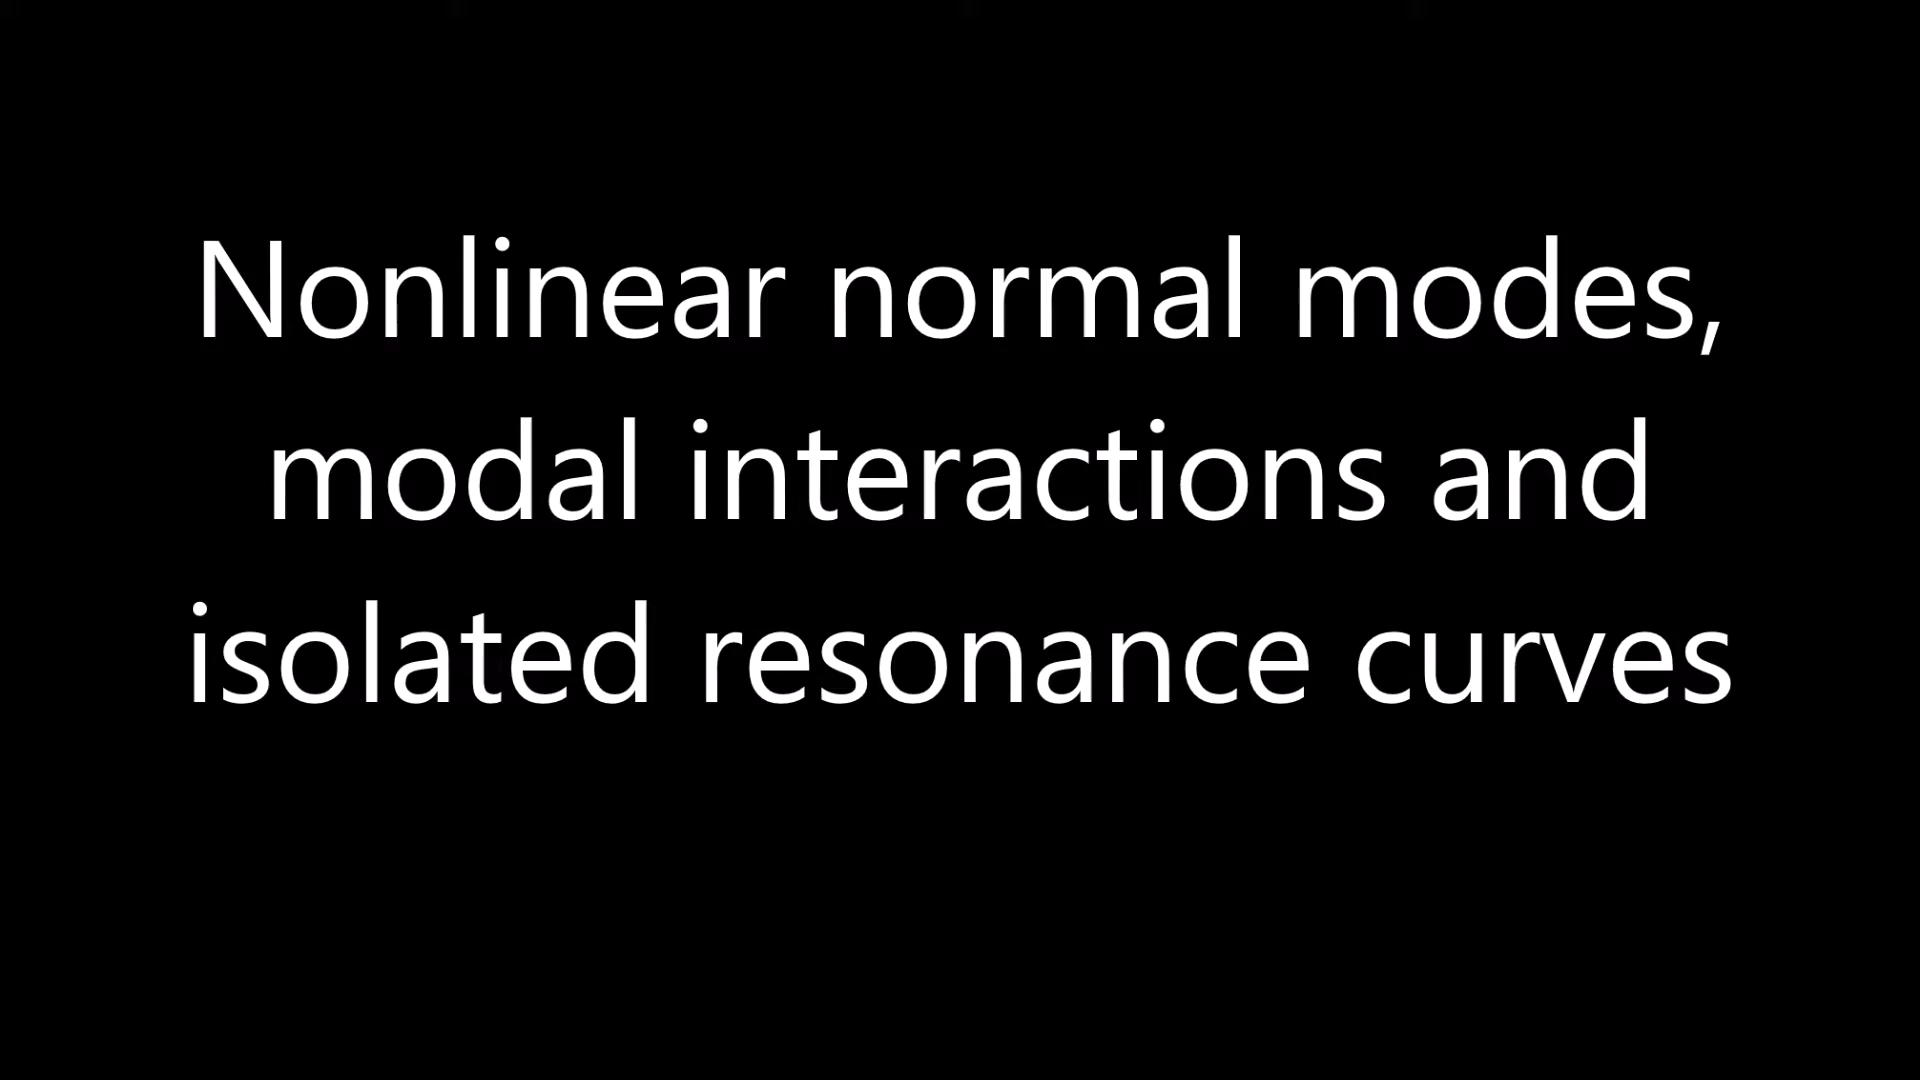 Nonlinear normal modes,
modal interactions and
isolated resonance curves